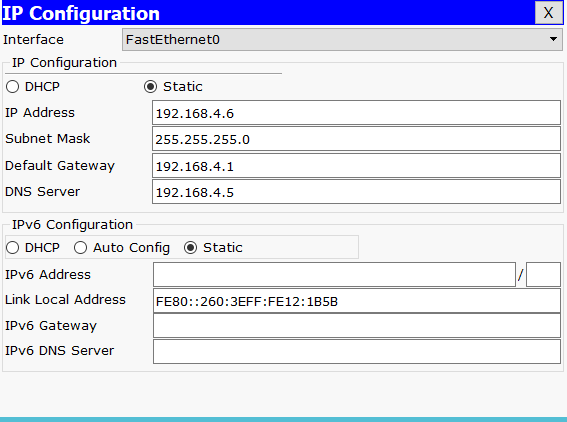 IP Configuration X
Interface FastEthernet0
IP Configuration
DHCP Static
IP Address 192.168.4.6
Subnet Mask 255.255.255.0
Default Gateway 192.168.4.1
DNS Server 192.168.4.5
IPv6 Configuration
DHCP Auto Config Static
IPv6 Address /
Link Local Address FE80::260:3EFF:FE12:1B5B
IPv6 Gateway
IPv6 DNS Server